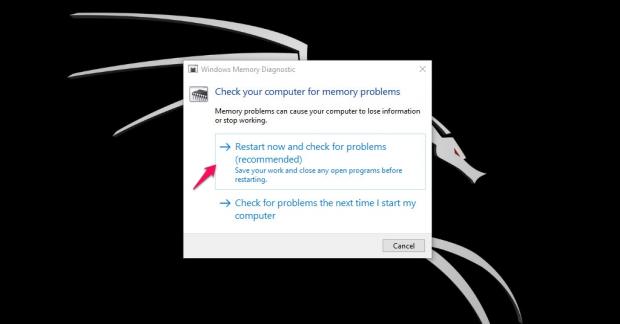 Windows Memory Diagnostic
Check your computer for memory problems
Memory problems can cause your computer to lose information
or stop working.
Restart now and check for problems
(recommended)
Save your work and close any open programs before
restarting.
Check for problems the next time I start my
computer
Cancel